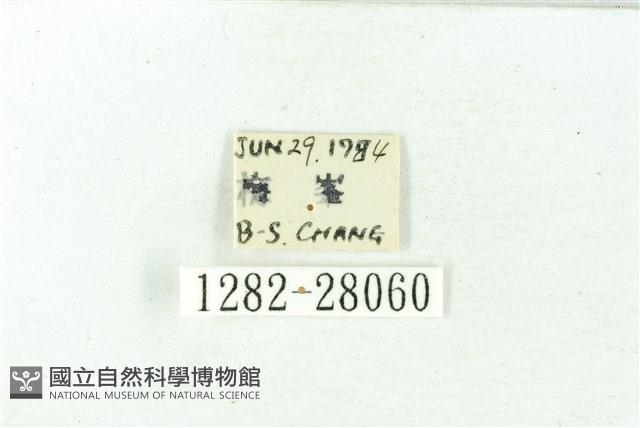 JUN 29. 1984
梅 峯
B-S. CHANG
1282-28060
國立自然科學博物館
NATIONAL MUSEUM OF NATURAL SCIENCE